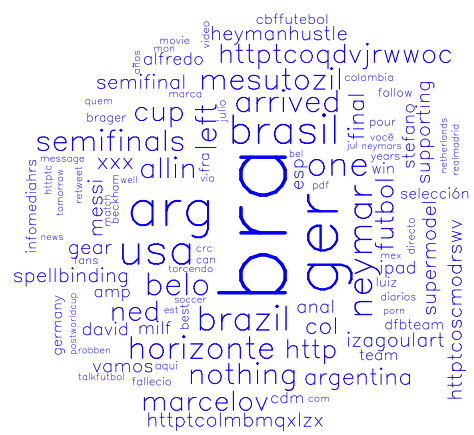 cbffutebol
movie
video
heymanhustle
mon
años
alfredo
httptcoqdvjrwwoc
semifinal
mesutozil
colombia
marca
julio
arrived
follow
quem
cup
left
brasil
final
brager
pour
stefano
supporting
semifinals
você
jul
neymars
netherlands
realmadrid
xxx
allin
fra
bel
one
years
httptc
message
retweet
tomorrow
via
esp
win
infomediahrs
messi
beckham
match
well
pdf
selección
arg
bra
ger
neymar
futbol
news
gear
usa
crc
mex
directo
fans
can
ipad
supermodel
spellbinding
torcendo
belo
luiz
amp
soccer
anal
diarios
httptcoscmodrswv
germany
postworldcup
ned
est
best
brazil
porn
david
milf
col
dfbteam
robben
horizonte
http
izagoulart
team
vamos
aqui
nothing
argentina
talkfutbol
fallecio
marcelov
cdm
com
httptcolmbmqxlzx